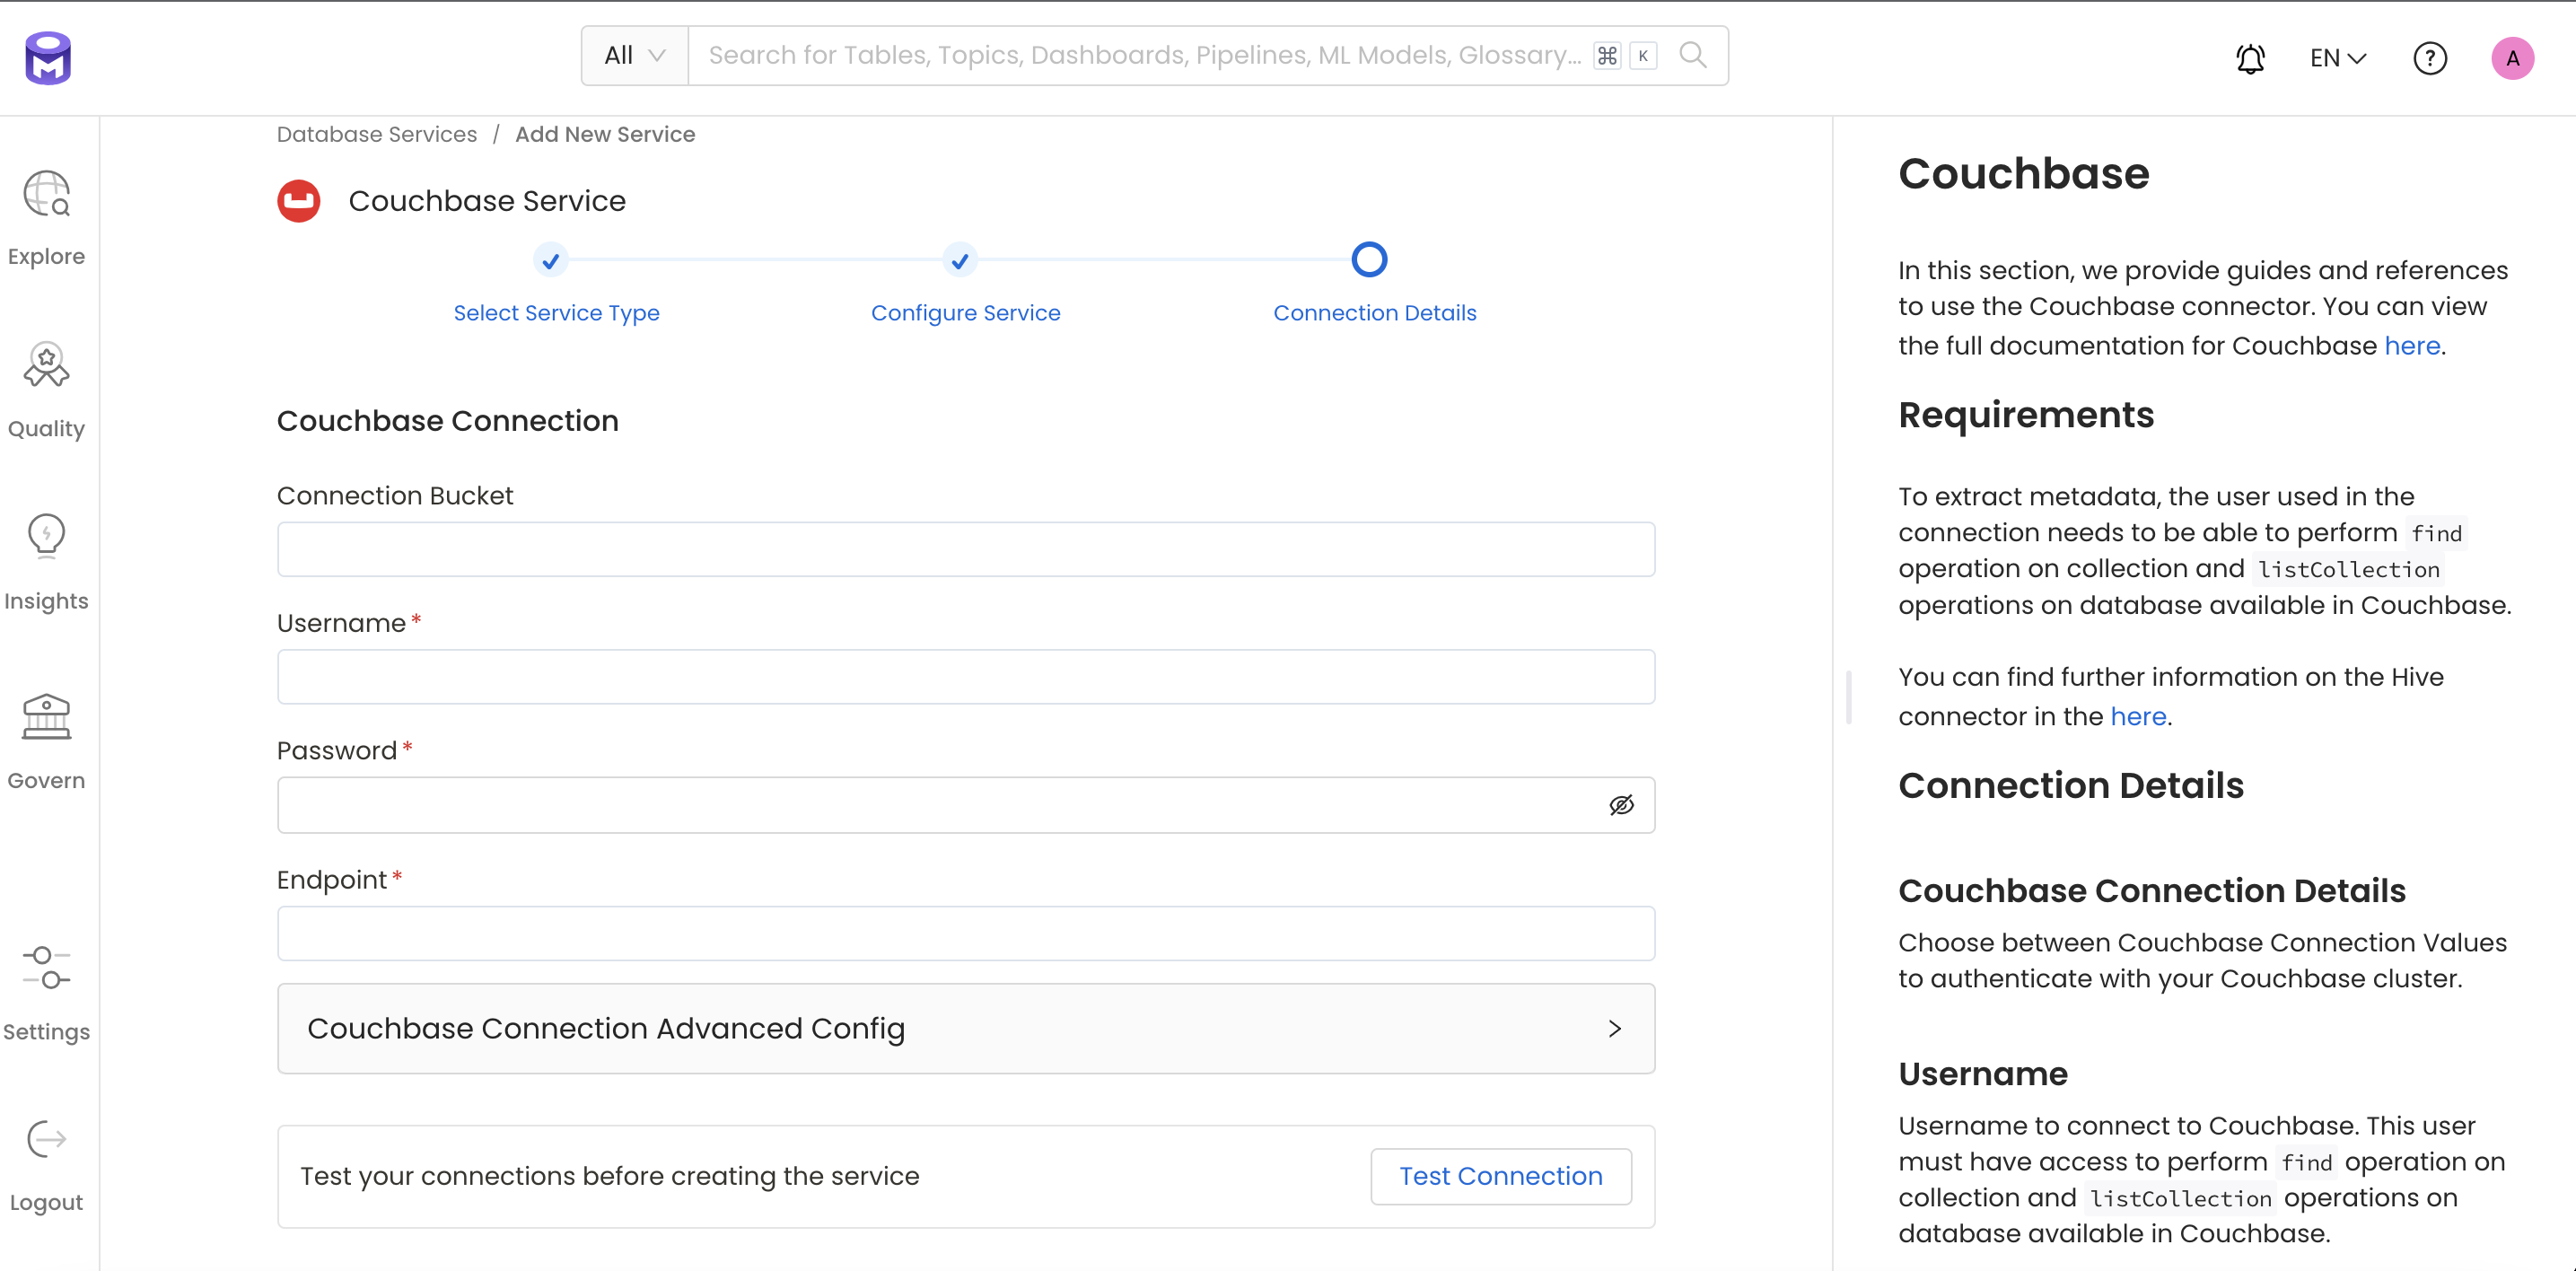 All
Search for Tables, Topics, Dashboards, Pipelines, ML Models, Glossary...
⌘ K
EN
?
A
Explore
Quality
Insights
Govern
Settings
Logout
Database Services / Add New Service
Couchbase Service
Select Service Type
Configure Service
Connection Details
Couchbase Connection
Connection Bucket
Username *
Password *
Endpoint *
Couchbase Connection Advanced Config
Test your connections before creating the service
Test Connection
Couchbase
In this section, we provide guides and references
to use the Couchbase connector. You can view
the full documentation for Couchbase here.
Requirements
To extract metadata, the user used in the
connection needs to be able to perform find
operation on collection and listCollection
operations on database available in Couchbase.
You can find further information on the Hive
connector in the here.
Connection Details
Couchbase Connection Details
Choose between Couchbase Connection Values
to authenticate with your Couchbase cluster.
Username
Username to connect to Couchbase. This user
must have access to perform find operation on
collection and listCollection operations on
database available in Couchbase.